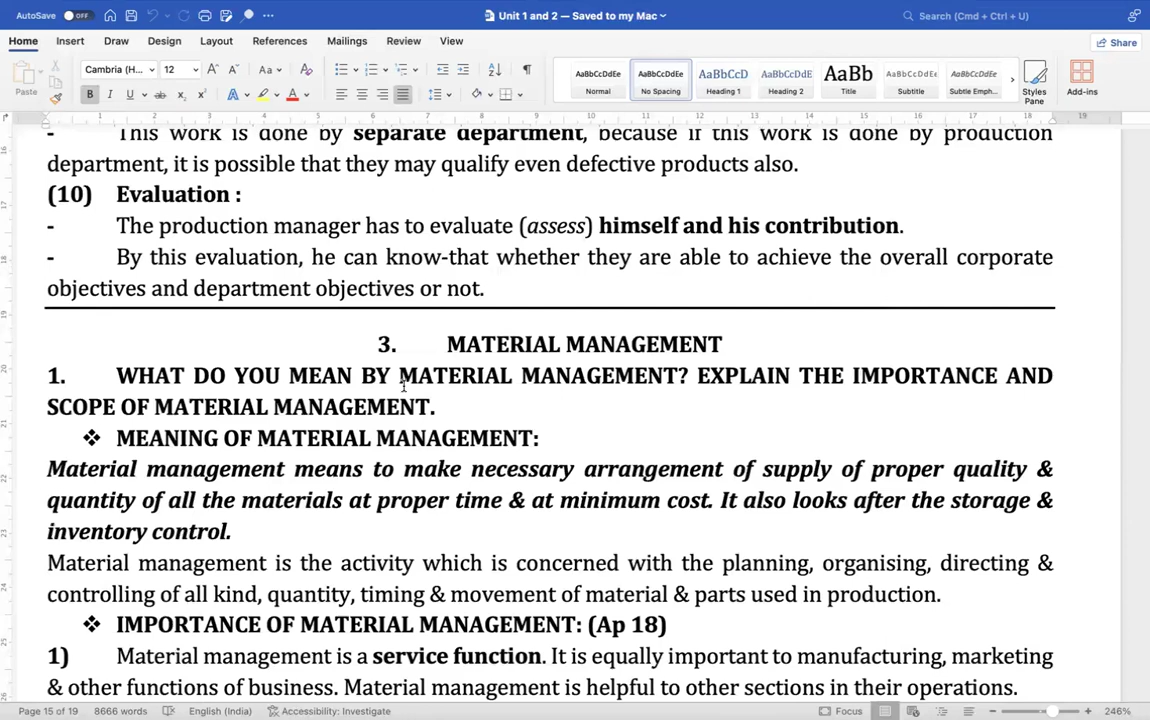 AutoSave OFF Unit 1 and 2 — Saved to my Mac Search (Cmd + Ctrl + U)
Home Insert Draw Design Layout References Mailings Review View Share
Paste Cambria (H... 12 AaBbCcDdEe Normal AaBbCcDdEe No Spacing AaBbCcD Heading 1 AaBbCcDdE Heading 2 AaBb Title AaBbCcDdEe Subtitle AaBbCcDdEe Subtle Emph... Styles Pane Add-ins
- This work is done by separate department, because if this work is done by production
department, it is possible that they may qualify even defective products also.
(10) Evaluation :
- The production manager has to evaluate (assess) himself and his contribution.
- By this evaluation, he can know-that whether they are able to achieve the overall corporate
objectives and department objectives or not.
3. MATERIAL MANAGEMENT
1. WHAT DO YOU MEAN BY MATERIAL MANAGEMENT? EXPLAIN THE IMPORTANCE AND
SCOPE OF MATERIAL MANAGEMENT.
❖ MEANING OF MATERIAL MANAGEMENT:
Material management means to make necessary arrangement of supply of proper quality &
quantity of all the materials at proper time & at minimum cost. It also looks after the storage &
inventory control.
Material management is the activity which is concerned with the planning, organising, directing &
controlling of all kind, quantity, timing & movement of material & parts used in production.
❖ IMPORTANCE OF MATERIAL MANAGEMENT: (Ap 18)
1) Material management is a service function. It is equally important to manufacturing, marketing
& other functions of business. Material management is helpful to other sections in their operations.
Page 15 of 19 8666 words English (India) Accessibility: Investigate Focus 246%